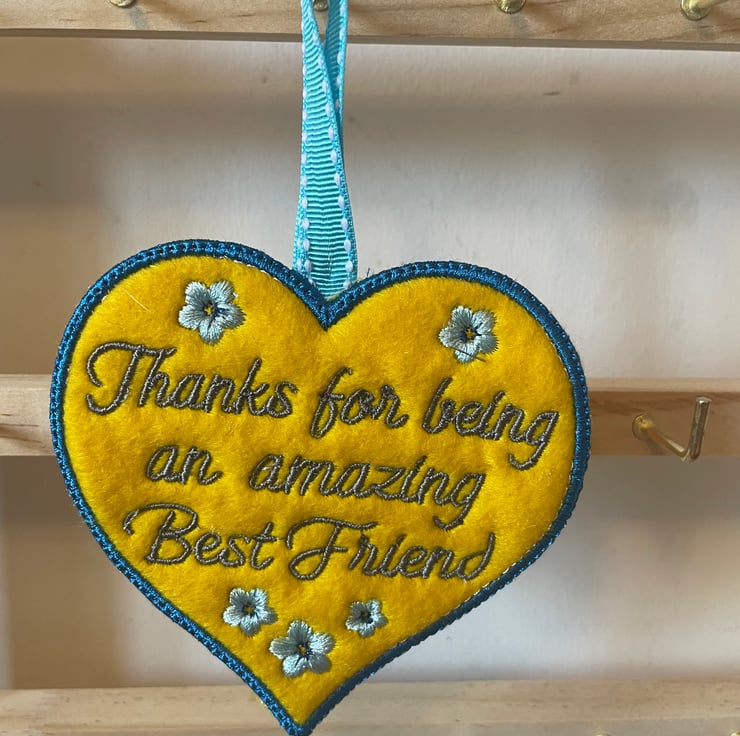 Thanks for being
an amazing
Best Friend